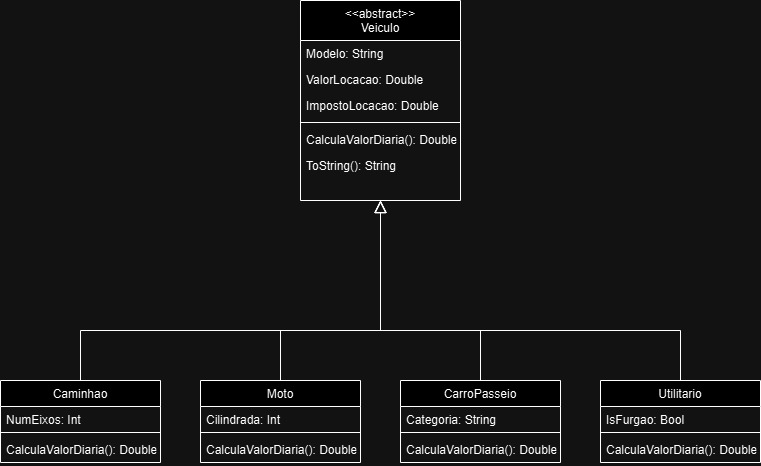 <<abstract>>
Veiculo
Modelo: String
ValorLocacao: Double
ImpostoLocacao: Double
CalculaValorDiaria(): Double
ToString(): String
Caminhao
NumEixos: Int
CalculaValorDiaria(): Double
Moto
Cilindrada: Int
CalculaValorDiaria(): Double
CarroPasseio
Categoria: String
CalculaValorDiaria(): Double
Utilitario
IsFurgao: Bool
CalculaValorDiaria(): Double